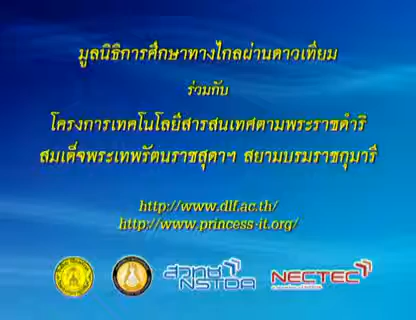 มูลนิธิการศึกษาทางไกลผ่านดาวเทียม
ร่วมกับ
โครงการเทคโนโลยีสารสนเทศตามพระราชดำริ
สมเด็จพระเทพรัตนราชสุดาฯ สยามบรมราชกุมารี
http://www.dlf.ac.th/
http://www.princess-it.org/
สวทช
NSTDA
NECTEC